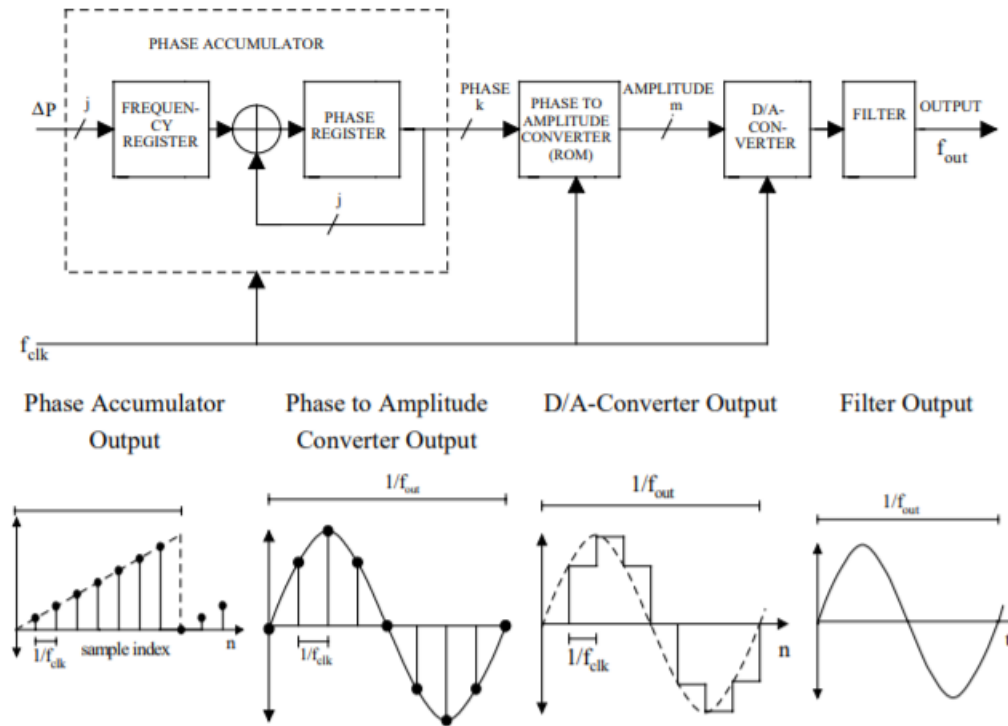 PHASE ACCUMULATOR
ΔP
j
FREQUEN-
CY
REGISTER
PHASE
REGISTER
j
PHASE
k
PHASE TO
AMPLITUDE
CONVERTER
(ROM)
AMPLITUDE
m
D/A-
CON-
VERTER
FILTER
OUTPUT
fout
fclk
Phase Accumulator
Output
Phase to Amplitude
Converter Output
D/A-Converter Output
Filter Output
1/fclk
sample index
n
1/fout
1/fclk
1/fout
1/fclk
n
1/fout
t